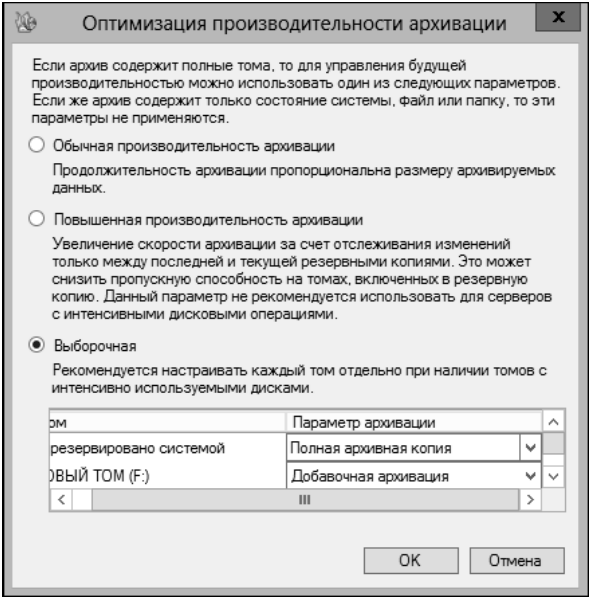 Оптимизация производительности архивации
x
Если архив содержит полные тома, то для управления будущей
производительностью можно использовать один из следующих параметров.
Если же архив содержит только состояние системы, файл или папку, то эти
параметры не применяются.
Обычная производительность архивации
Продолжительность архивации пропорциональна размеру архивируемых
данных.
Повышенная производительность архивации
Увеличение скорости архивации за счет отслеживания изменений
только между последней и текущей резервными копиями. Это может
снизить пропускную способность на томах, включенных в резервную
копию. Данный параметр не рекомендуется использовать для серверов
с интенсивными дисковыми операциями.
Выборочная
Рекомендуется настраивать каждый том отдельно при наличии томов с
интенсивно используемыми дисками.
ом Параметр архивации
резервировано системой Полная архивная копия
ОВЫЙ ТОМ (F:) Добавочная архивация
OK Отмена